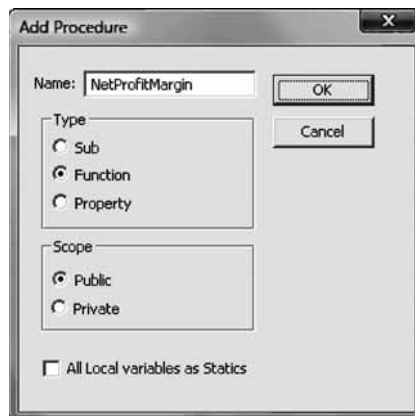 Add Procedure
Name: NetProfitMargin
OK
Cancel
Type
Sub
Function
Property
Scope
Public
Private
All Local variables as Statics